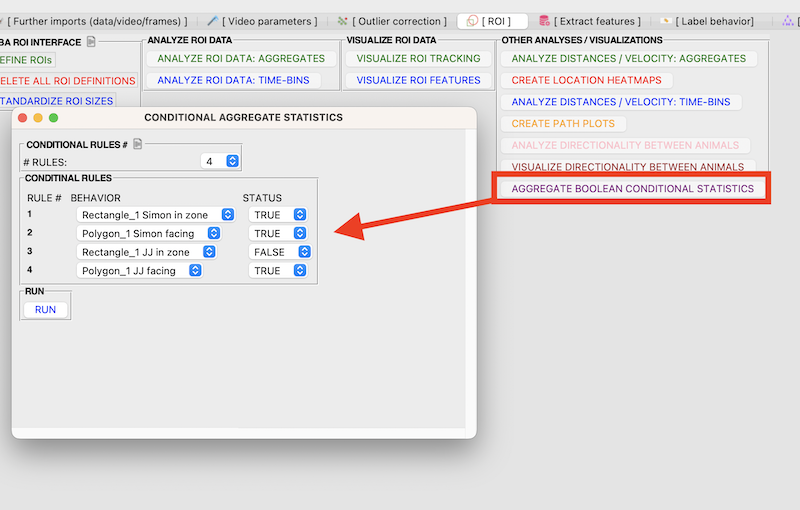 [ Further imports (data/video/frames) ] [ Video parameters ] [ Outlier correction ] [ ROI ] [ Extract features ] [ Label behavior] [
BA ROI INTERFACE ANALYZE ROI DATA VISUALIZE ROI DATA OTHER ANALYSES / VISUALIZATIONS
EFINE ROIs ANALYZE ROI DATA: AGGREGATES VISUALIZE ROI TRACKING ANALYZE DISTANCES / VELOCITY: AGGREGATES
ELETE ALL ROI DEFINITIONS ANALYZE ROI DATA: TIME-BINS VISUALIZE ROI FEATURES CREATE LOCATION HEATMAPS
TANDARDIZE ROI SIZES ANALYZE DISTANCES / VELOCITY: TIME-BINS
CREATE PATH PLOTS
ANALYZE DIRECTIONALITY BETWEEN ANIMALS
VISUALIZE DIRECTIONALITY BETWEEN ANIMALS
AGGREGATE BOOLEAN CONDITIONAL STATISTICS
CONDITIONAL AGGREGATE STATISTICS
CONDITIONAL RULES #
# RULES: 4
CONDITINAL RULES
RULE # BEHAVIOR STATUS
1 Rectangle_1 Simon in zone TRUE
2 Polygon_1 Simon facing TRUE
3 Rectangle_1 JJ in zone FALSE
4 Polygon_1 JJ facing TRUE
RUN
RUN